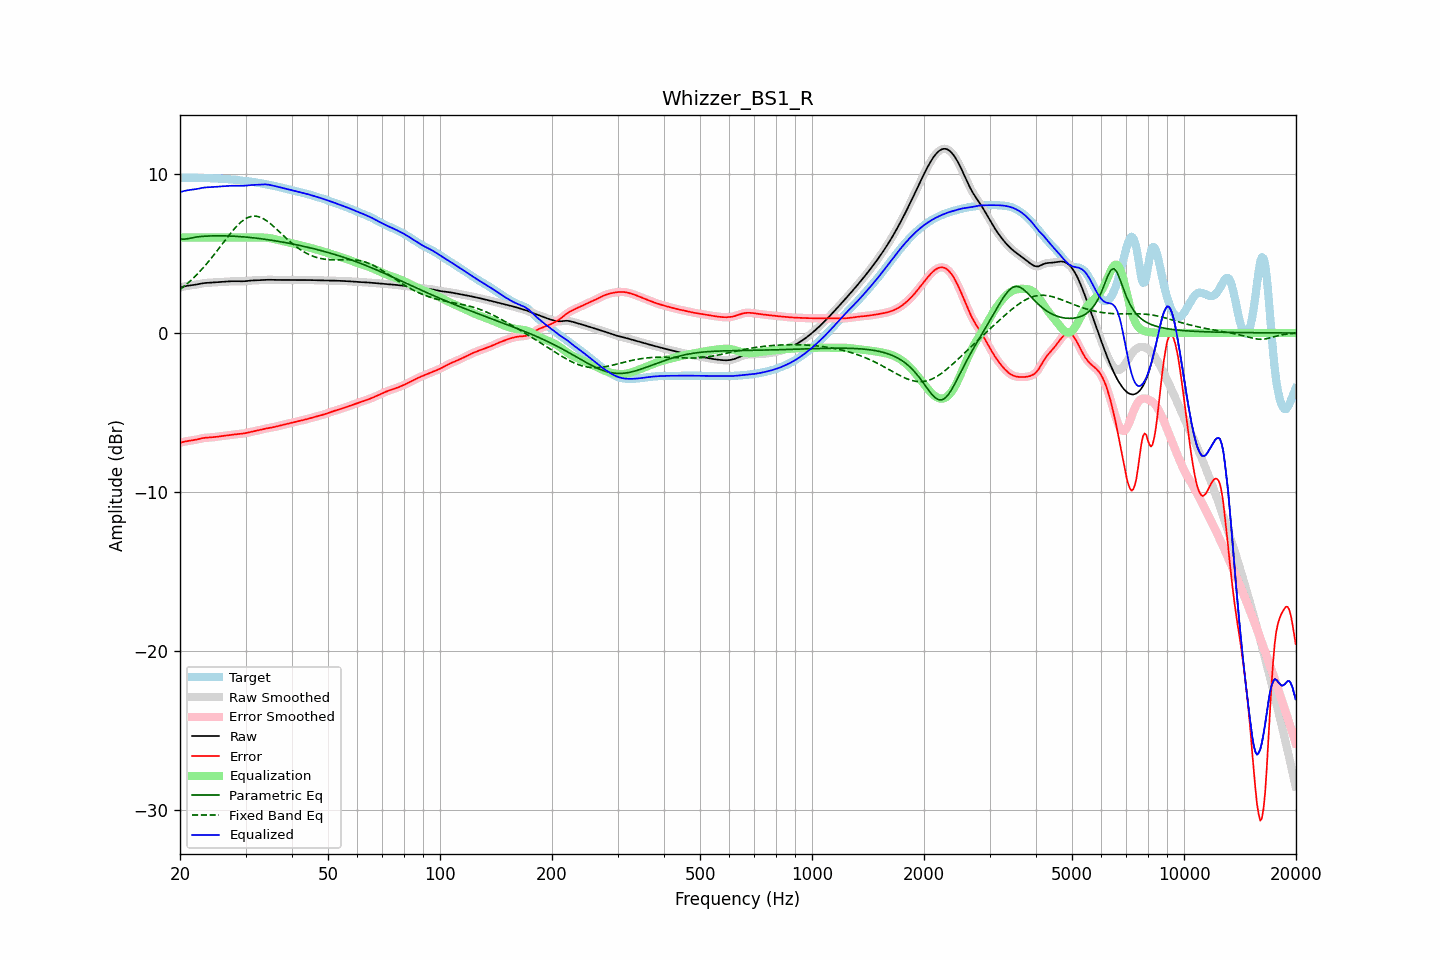 Whizzer_BS1_R
Amplitude (dBr)
10
0
−10
−20
−30
Target
Raw Smoothed
Error Smoothed
Raw
Error
Equalization
Parametric Eq
Fixed Band Eq
Equalized
20 50 100 200 500 1000 2000 5000 10000 20000
Frequency (Hz)